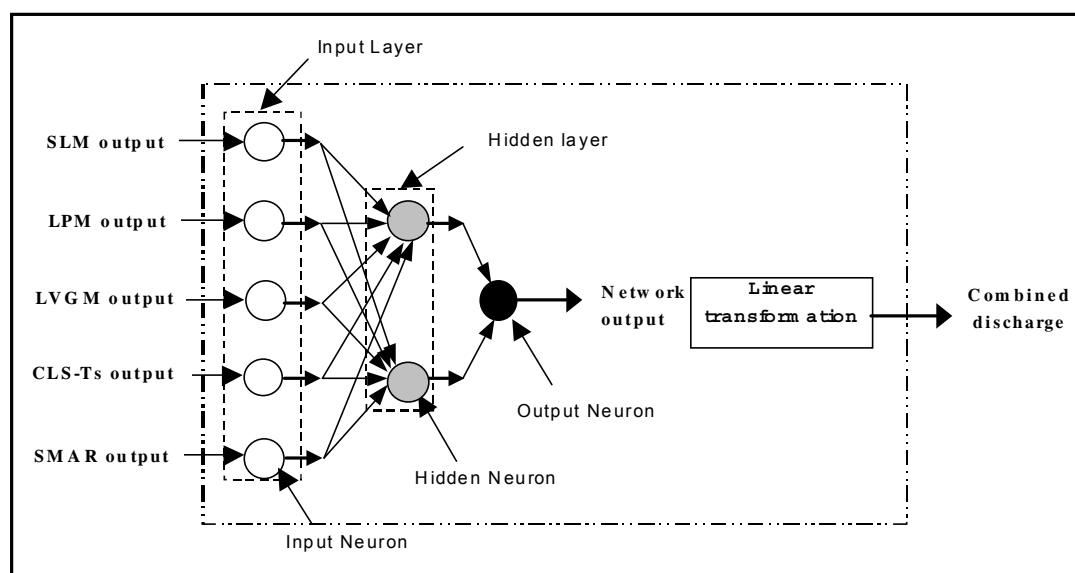 Input Layer
SLM output
Hidden layer
LPM output
LVGM output
Network
output
Linear
transformation
Combined
discharge
CLS-Ts output
Output Neuron
SMAR output
Hidden Neuron
Input Neuron